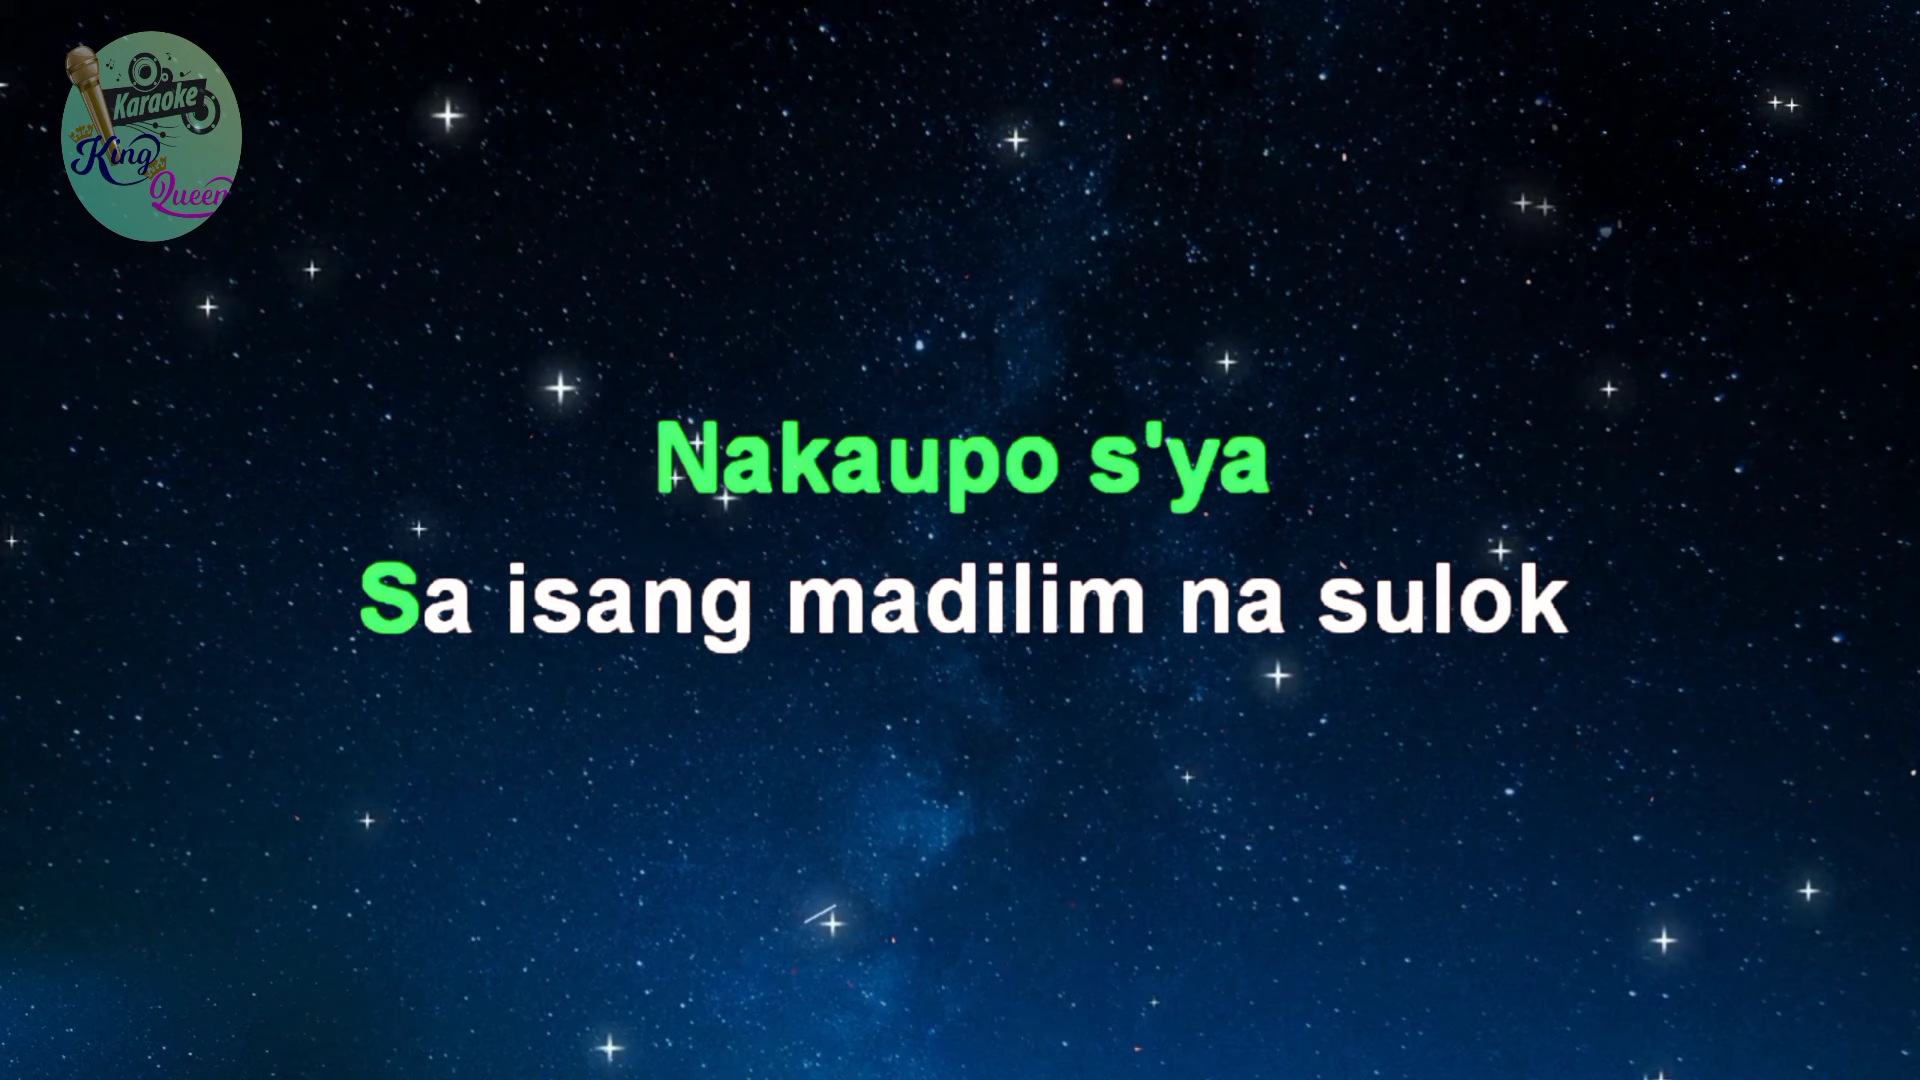 Karaoke
King
Queen
Nakaupo s'ya
Sa isang madilim na sulok